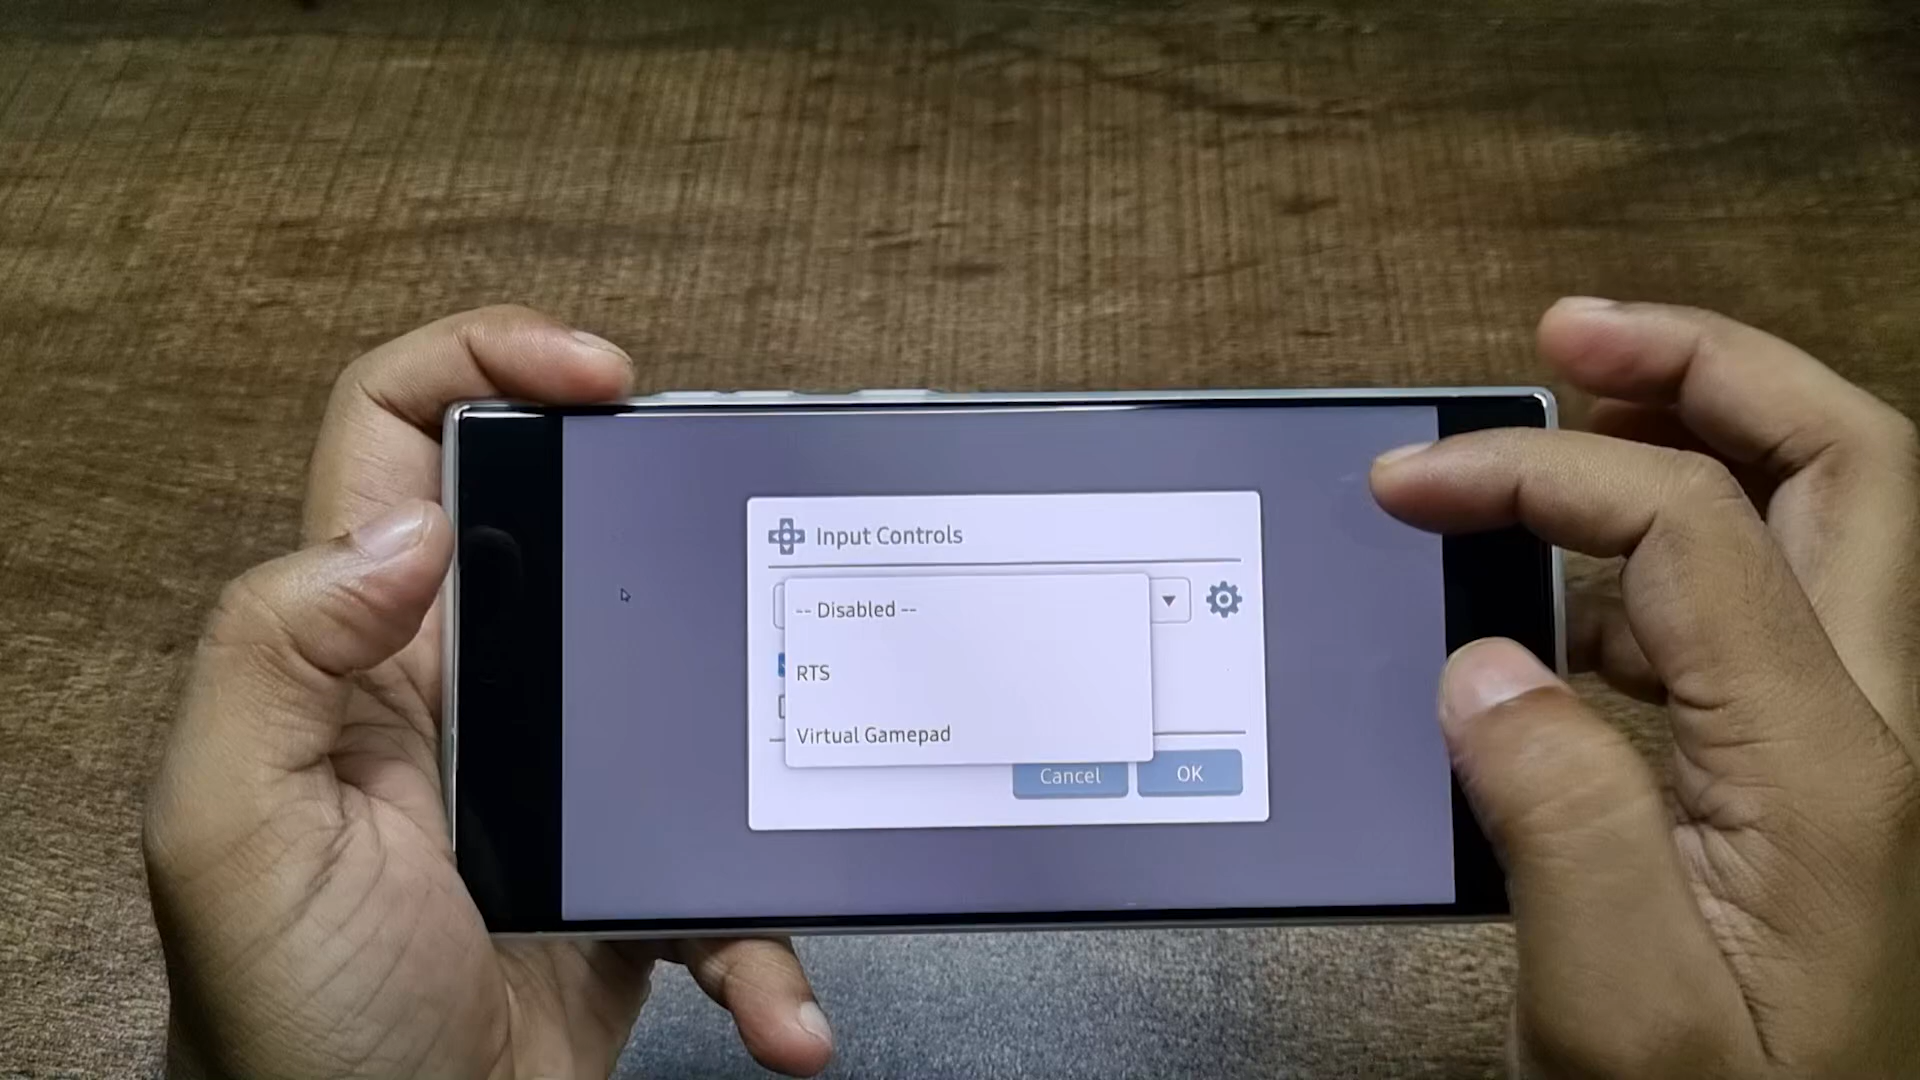 Input Controls
-- Disabled --
RTS
Virtual Gamepad
Cancel
OK